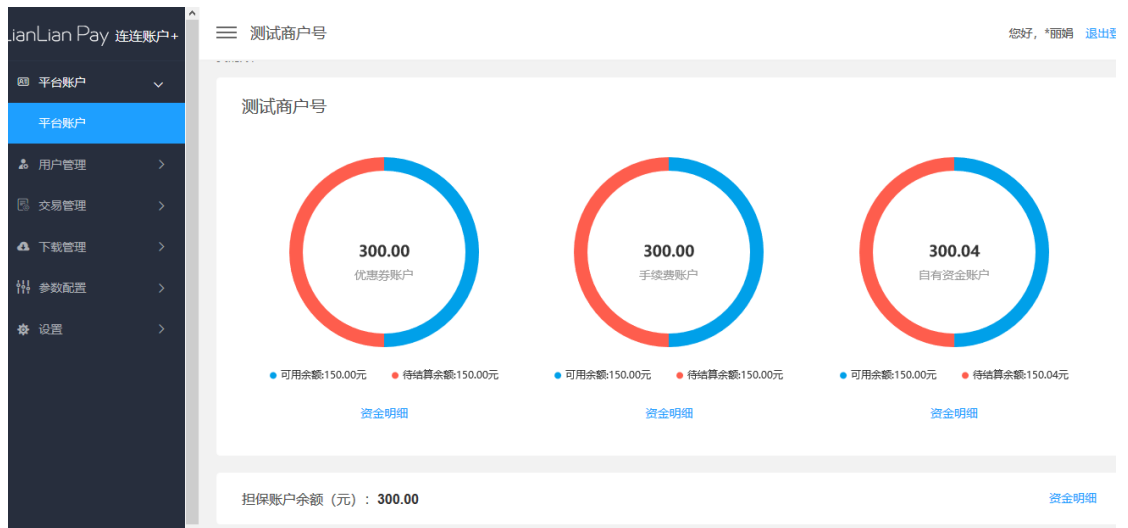 LianLian Pay 连连账户+
平台账户
平台账户
用户管理
交易管理
下载管理
参数配置
设置
测试商户号
您好，*丽娟 退出登
测试商户号
300.00
优惠券账户
可用余额:150.00元 待结算余额:150.00元
资金明细
300.00
手续费账户
可用余额:150.00元 待结算余额:150.00元
资金明细
300.04
自有资金账户
可用余额:150.00元 待结算余额:150.04元
资金明细
担保账户余额（元）: 300.00
资金明细